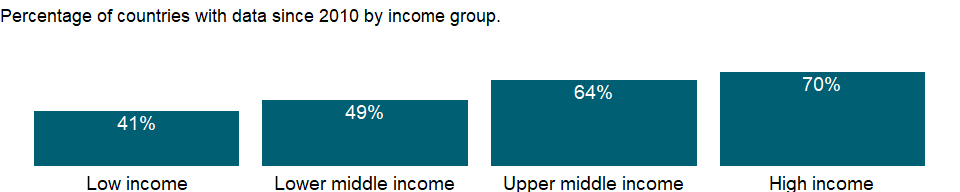 Percentage of countries with data since 2010 by income group.
41%
49%
64%
70%
Low income
Lower middle income
Upper middle income
High income